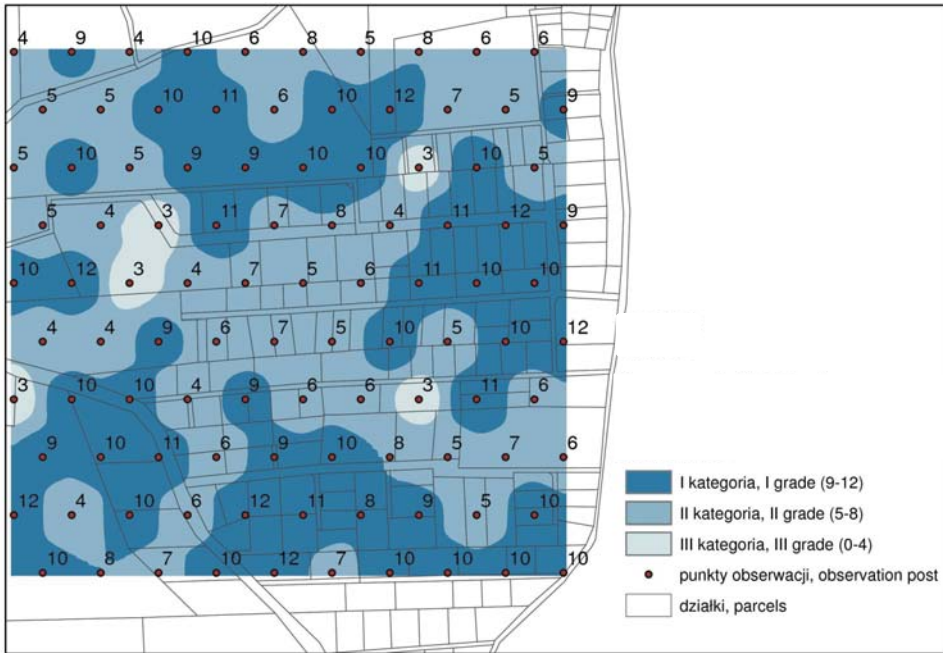 4 9 4 10 6 8 5 8 6 6
5 5 10 11 6 10 12 7 5 9
5 10 5 9 9 10 10 3 10 5
5 4 3 11 7 8 4 11 12 9
10 12 3 4 7 5 6 11 10 10
4 4 9 6 7 5 10 5 10 12
3 10 10 4 9 6 6 3 11 6
9 10 11 6 9 10 8 5 7 6
12 4 10 6 12 11 8 9 5 10
10 8 7 10 12 7 10 10 10 10
I kategoria, I grade (9-12)
II kategoria, II grade (5-8)
III kategoria, III grade (0-4)
punkty obserwacji, observation post
działki, parcels